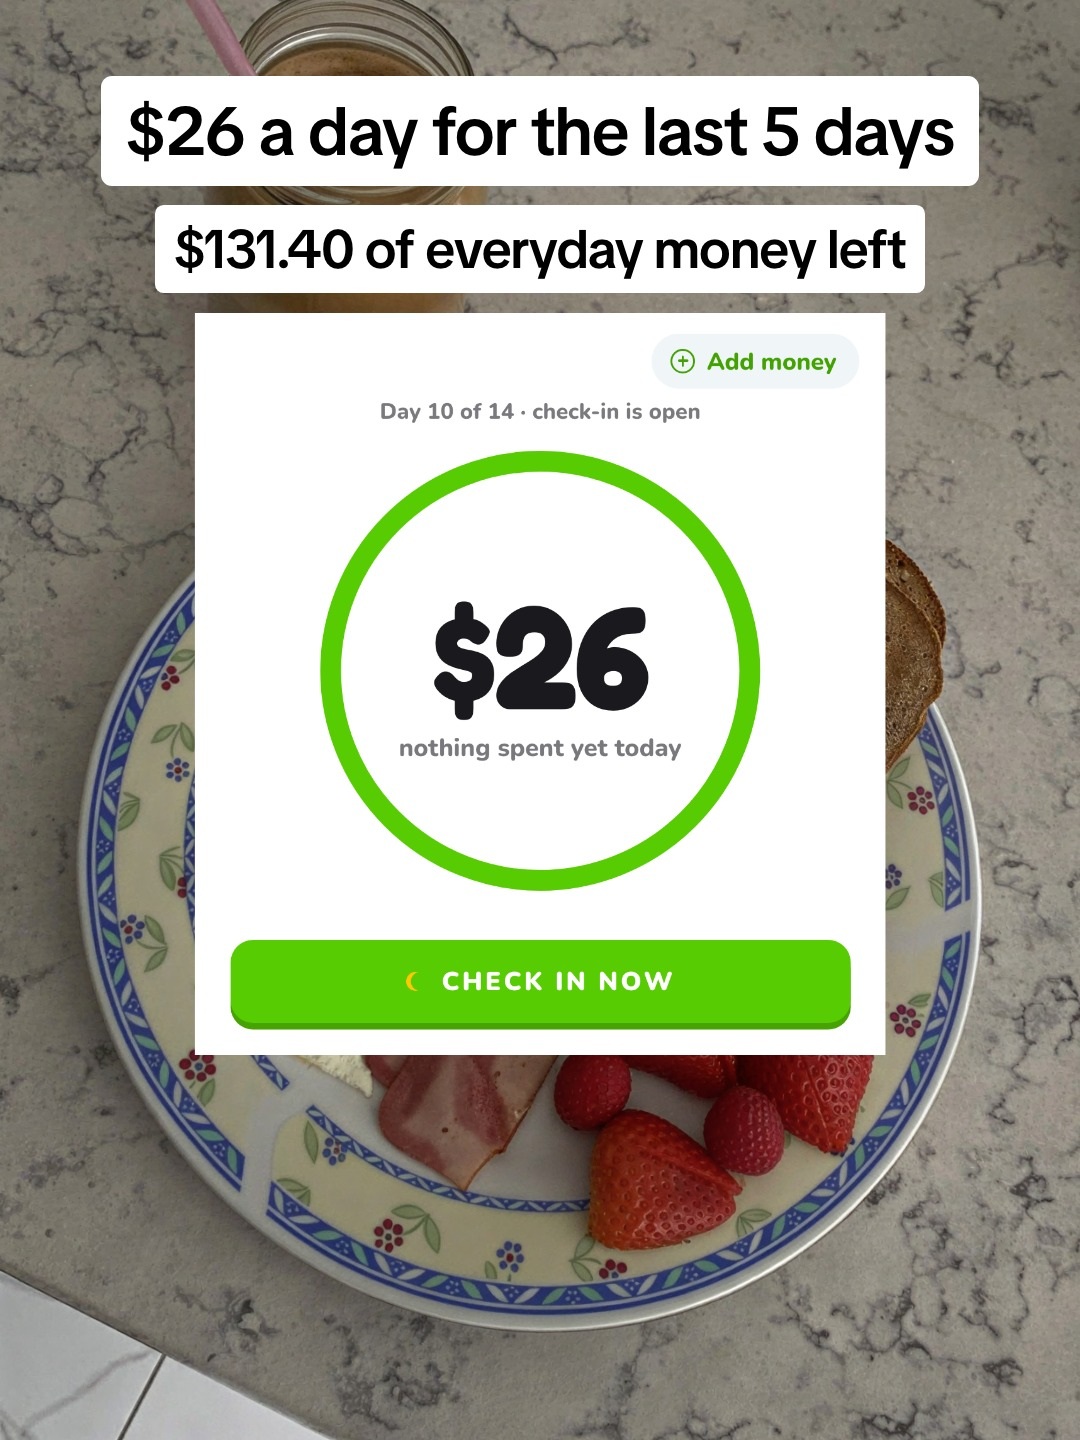 $26 a day for the last 5 days
$131.40 of everyday money left
Add money
Day 10 of 14 · check-in is open
$26
nothing spent yet today
CHECK IN NOW